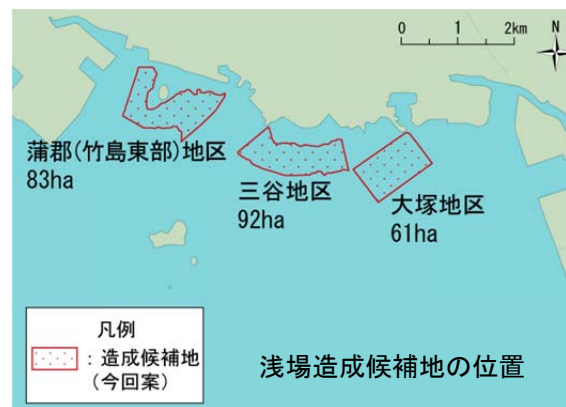 0 1 2km
N
蒲郡(竹島東部)地区
83ha
三谷地区
92ha
大塚地区
61ha
凡例
：造成候補地
(今回案)
浅場造成候補地の位置